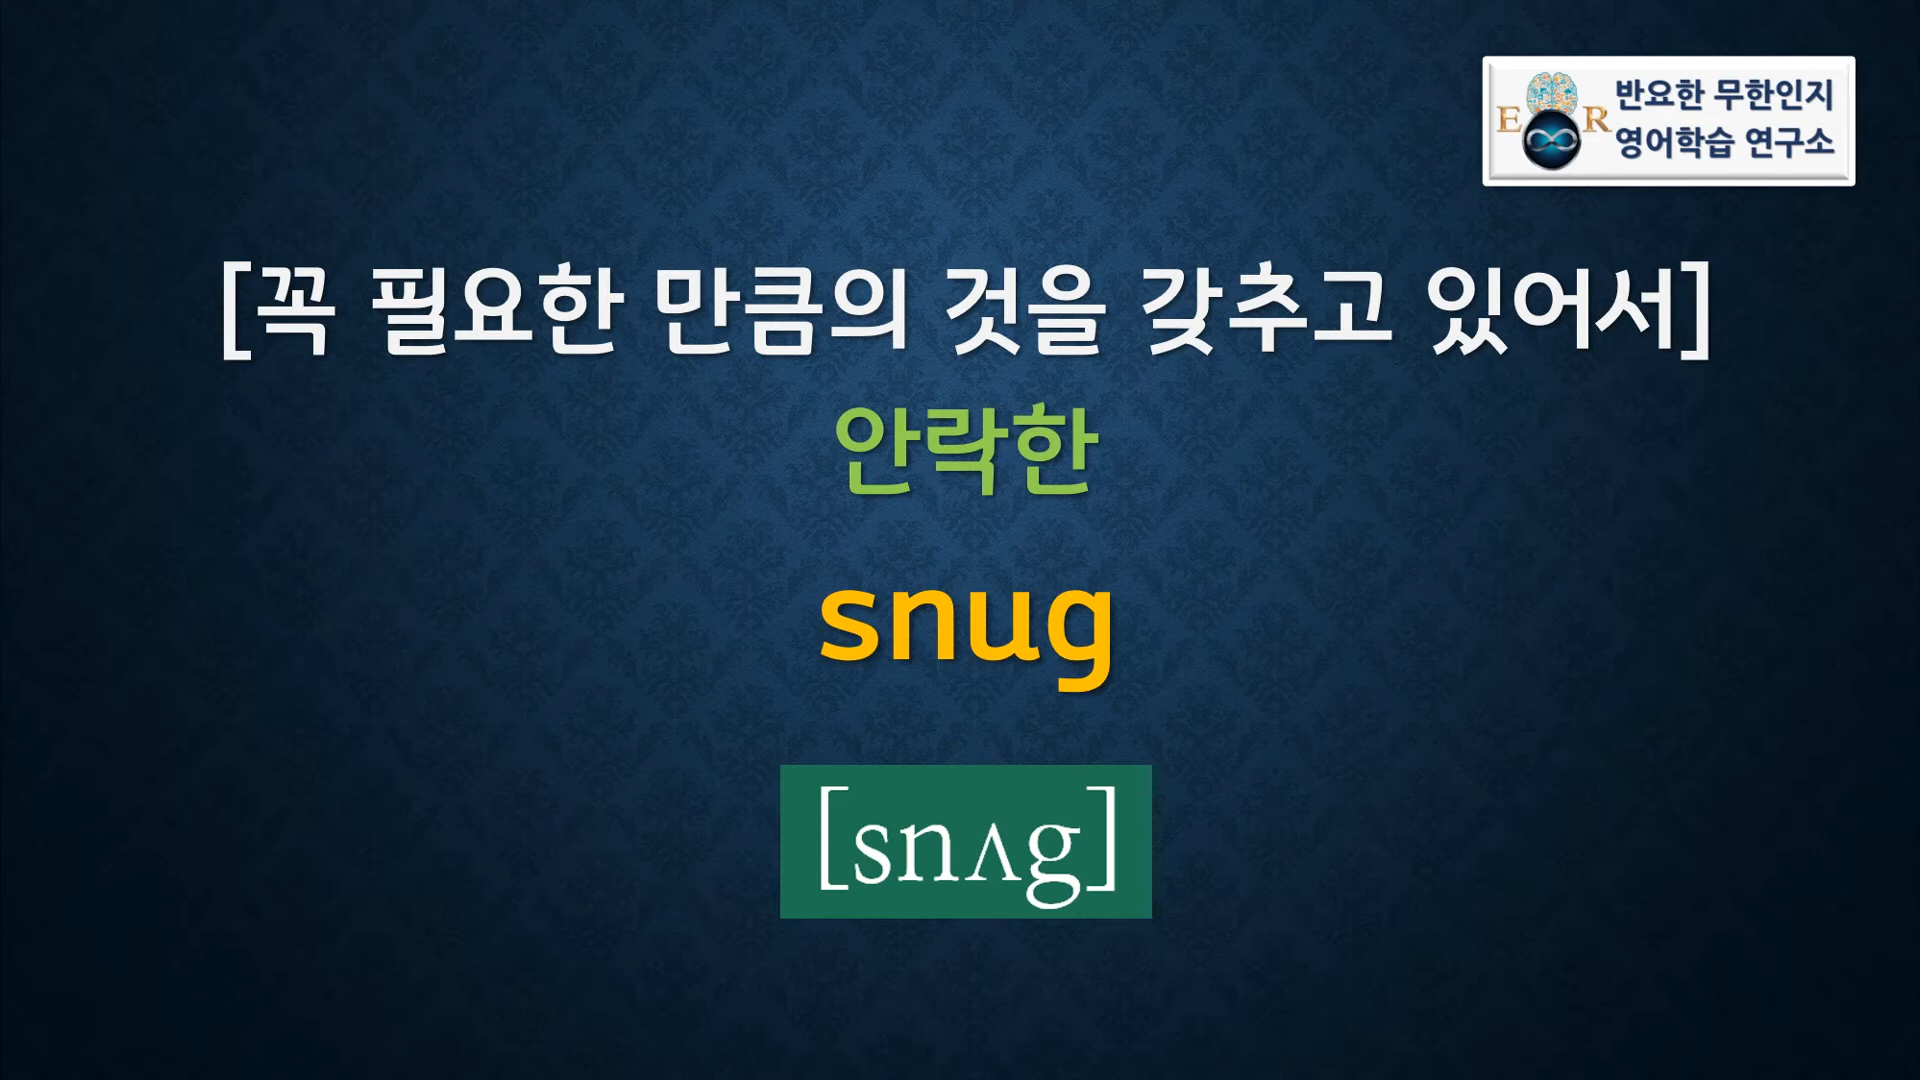 E R 반요한 무한인지
영어학습 연구소
[꼭 필요한 만큼의 것을 갖추고 있어서]
안락한
snug
[snʌg]